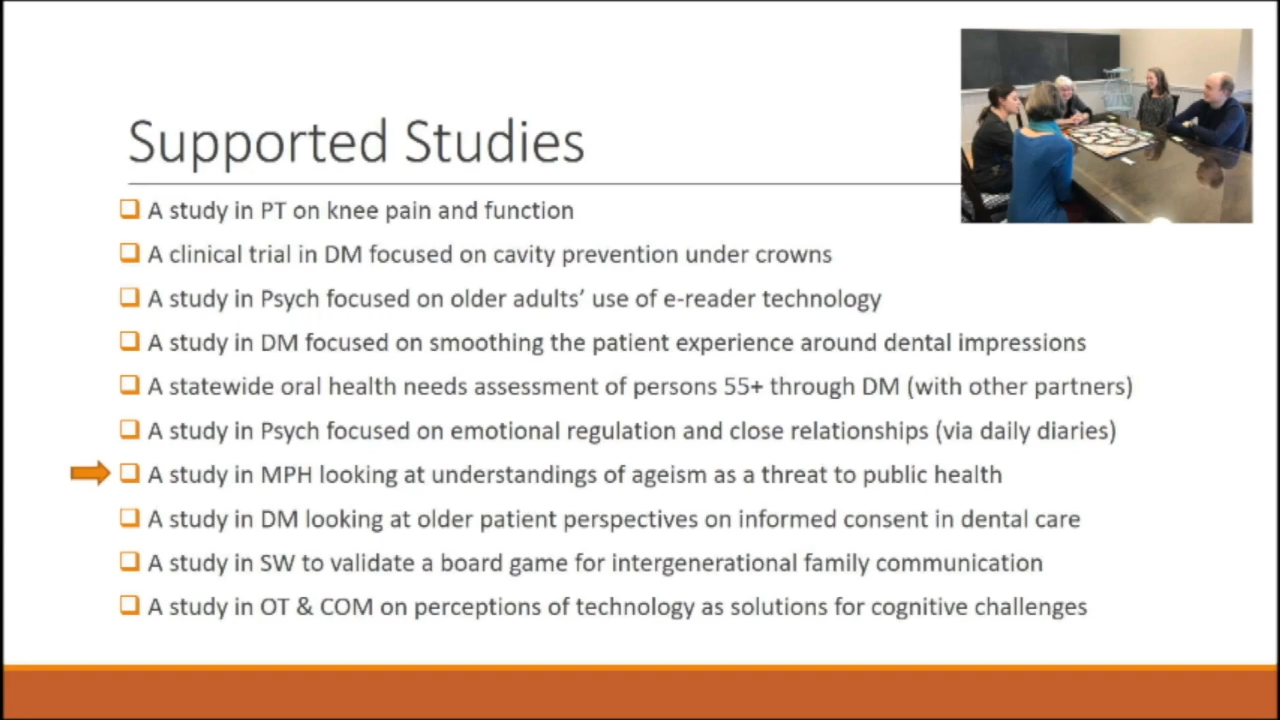 Supported Studies
A study in PT on knee pain and function
A clinical trial in DM focused on cavity prevention under crowns
A study in Psych focused on older adults’ use of e-reader technology
A study in DM focused on smoothing the patient experience around dental impressions
A statewide oral health needs assessment of persons 55+ through DM (with other partners)
A study in Psych focused on emotional regulation and close relationships (via daily diaries)
A study in MPH looking at understandings of ageism as a threat to public health
A study in DM looking at older patient perspectives on informed consent in dental care
A study in SW to validate a board game for intergenerational family communication
A study in OT & COM on perceptions of technology as solutions for cognitive challenges